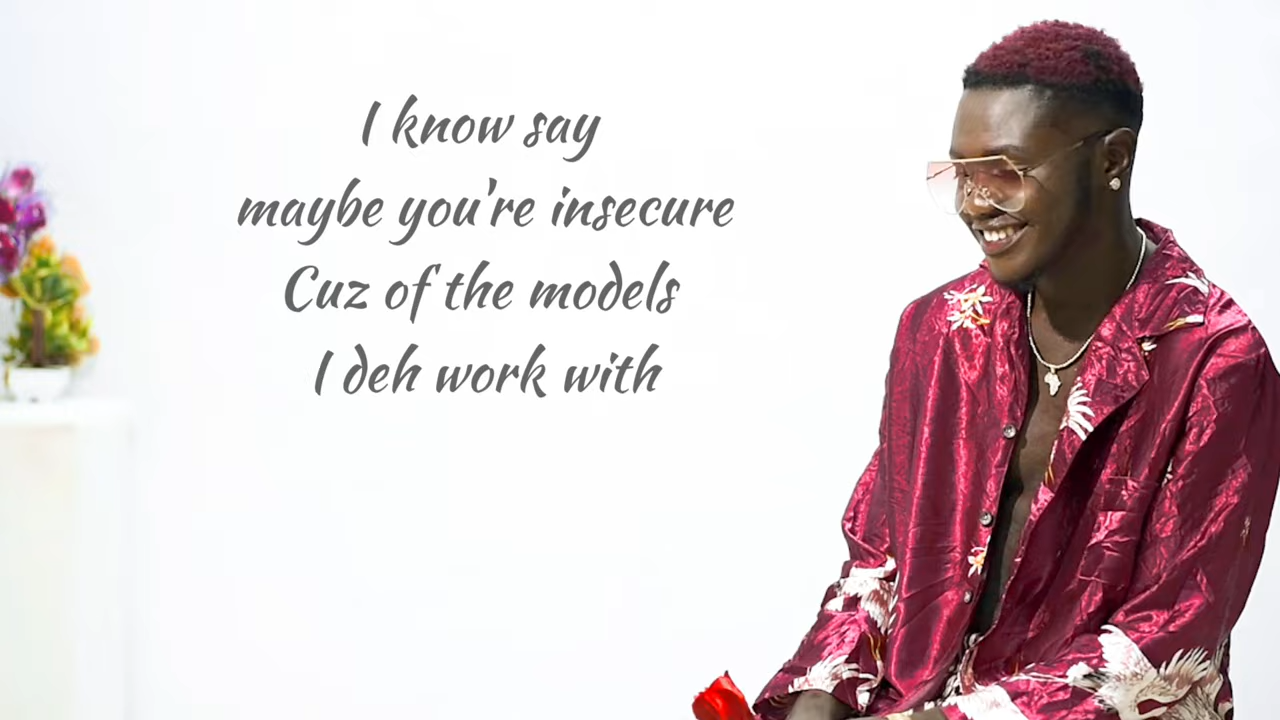 I know say
maybe you're insecure
Cuz of the models
I deh work with